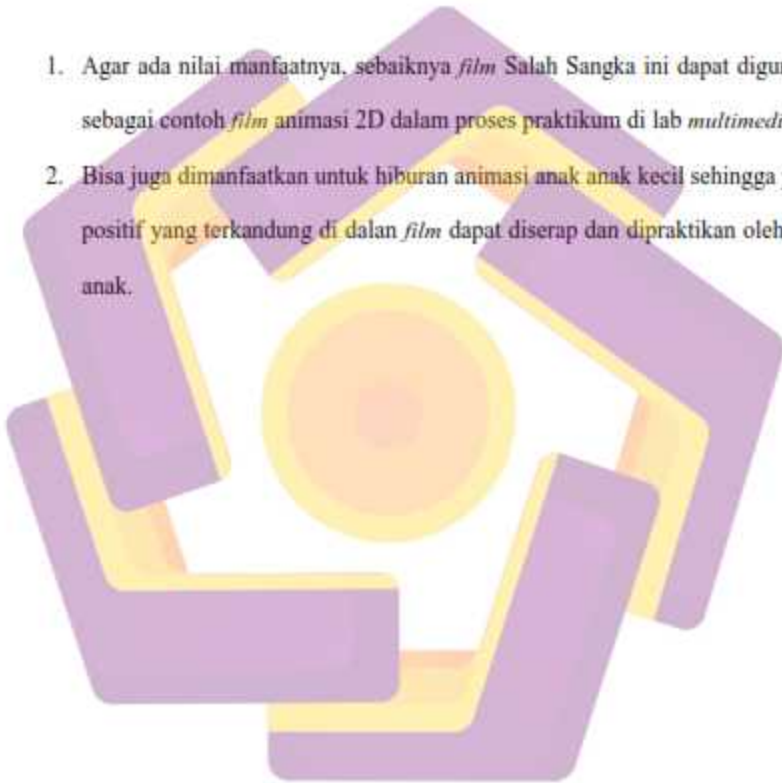 1. Agar ada nilai manfaatnya, sebaiknya film Salah Sangka ini dapat
sebagai contoh film animasi 2D dalam proses praktikum di lab
2. Bisa juga dimanfaatkan untuk hiburan animasi anak anak kecil sehingga
positif yang terkandung di dalan film dapat diserap dan dipraktikan oleh
anak.